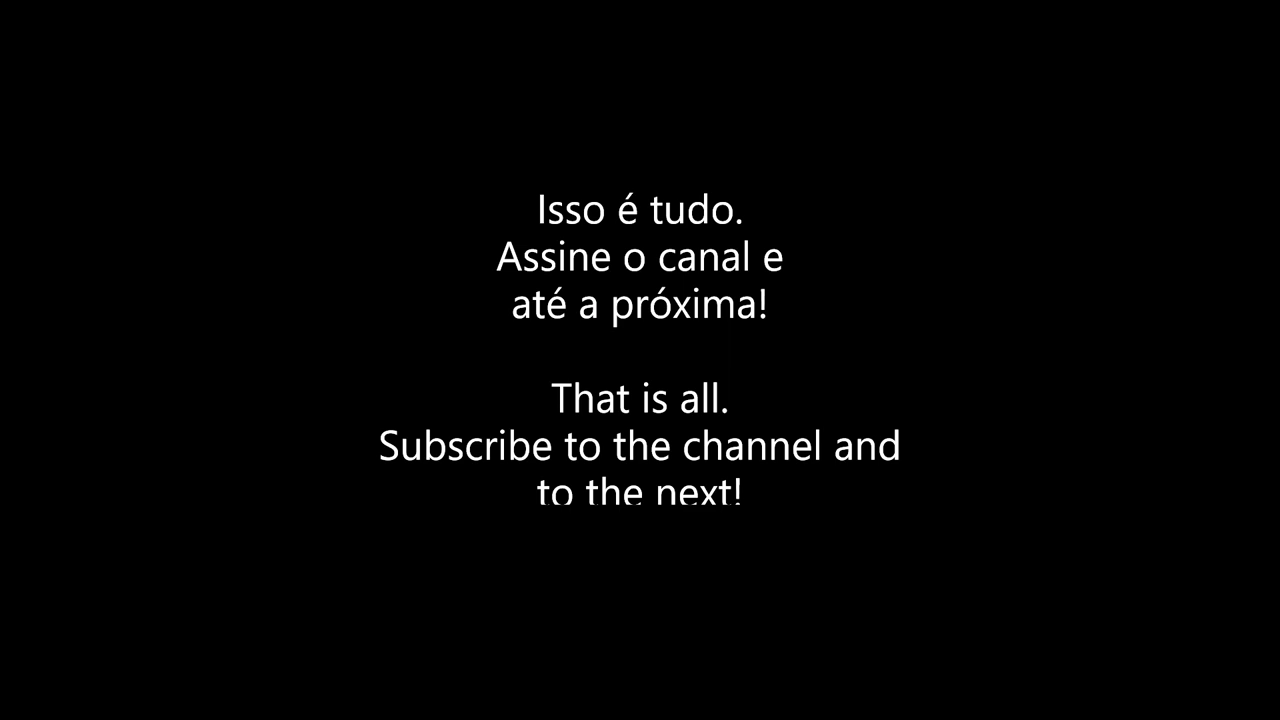 Isso é tudo.
Assine o canal e
até a próxima!
That is all.
Subscribe to the channel and
to the next!